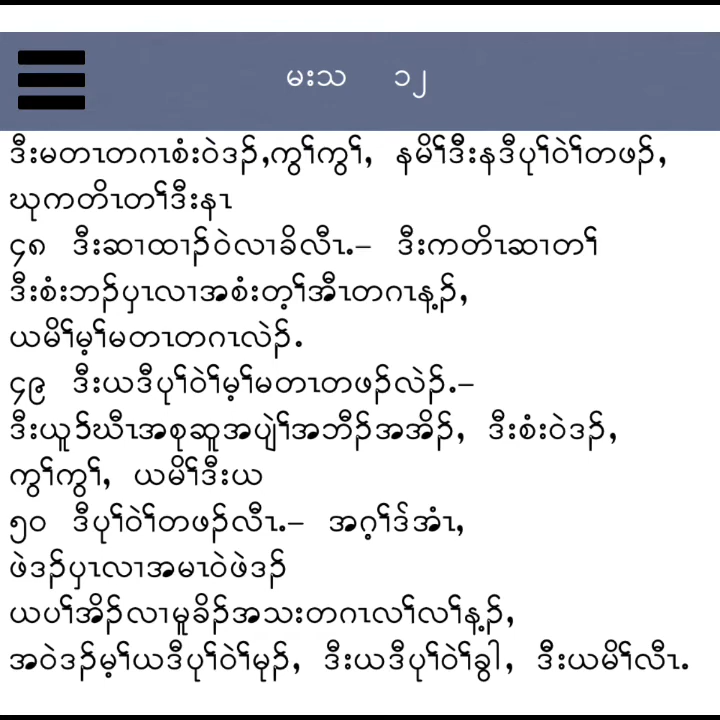 မးသ ၁၂
ဒီးမတၤတဂၤစံးဝဲဒၣ်,ကွၢ်ကွၢ်, နမိၢ်ဒီးနဒီပုၢ်ဝဲၢ်တဖၣ်,
ဃုကတိၤတၢ်ဒီးနၤ
၄၈ ဒီးဆၢထၢၣ်ဝဲလၢခိလီၤ.– ဒီးကတိၤဆၢတၢ်
ဒီးစံးဘၣ်ပှၤလၢအစံးတ့ၢ်အီၤတဂၤန့ၣ်,
ယမိၢ်မ့ၢ်မတၤတဂၤလဲၣ်.
၄၉ ဒီးယဒီပုၢ်ဝဲၢ်မ့ၢ်မတၤတဖၣ်လဲၣ်.–
ဒီးယူာ်ဃီၤအစုဆူအပျဲၢ်အဘီၣ်အအိၣ်, ဒီးစံးဝဲဒၣ်,
ကွၢ်ကွၢ်, ယမိၢ်ဒီးယ
၅၀ ဒီပုၢ်ဝဲၢ်တဖၣ်လီၤ.– အဂ့ၢ်ဒ်အံၤ,
ဖဲဒၣ်ပှၤလၢအမၤဝဲဖဲဒၣ်
ယပၢ်အိၣ်လၢမူခိၣ်အသးတဂၤလၢ်လၢ်န့ၣ်,
အဝဲဒၣ်မ့ၢ်ယဒီပုၢ်ဝဲၢ်မုၣ်, ဒီးယဒီပုၢ်ဝဲၢ်ခွါ, ဒီးယမိၢ်လီၤ.